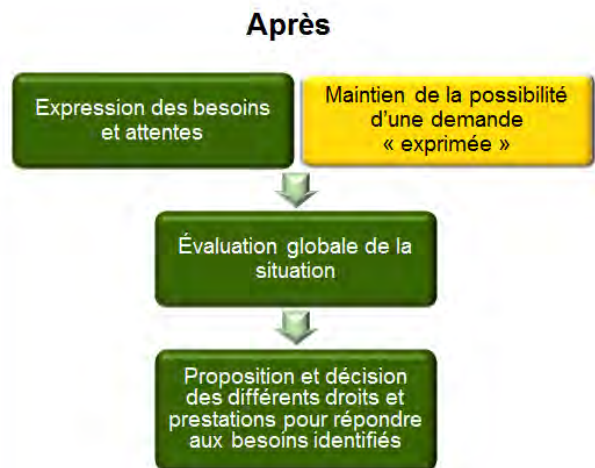 Après
Expression des besoins
et attentes
Maintien de la possibilité
d'une demande
« exprimée »
Évaluation globale de la
situation
Proposition et décision
des différents droits et
prestations pour répondre
aux besoins identifiés